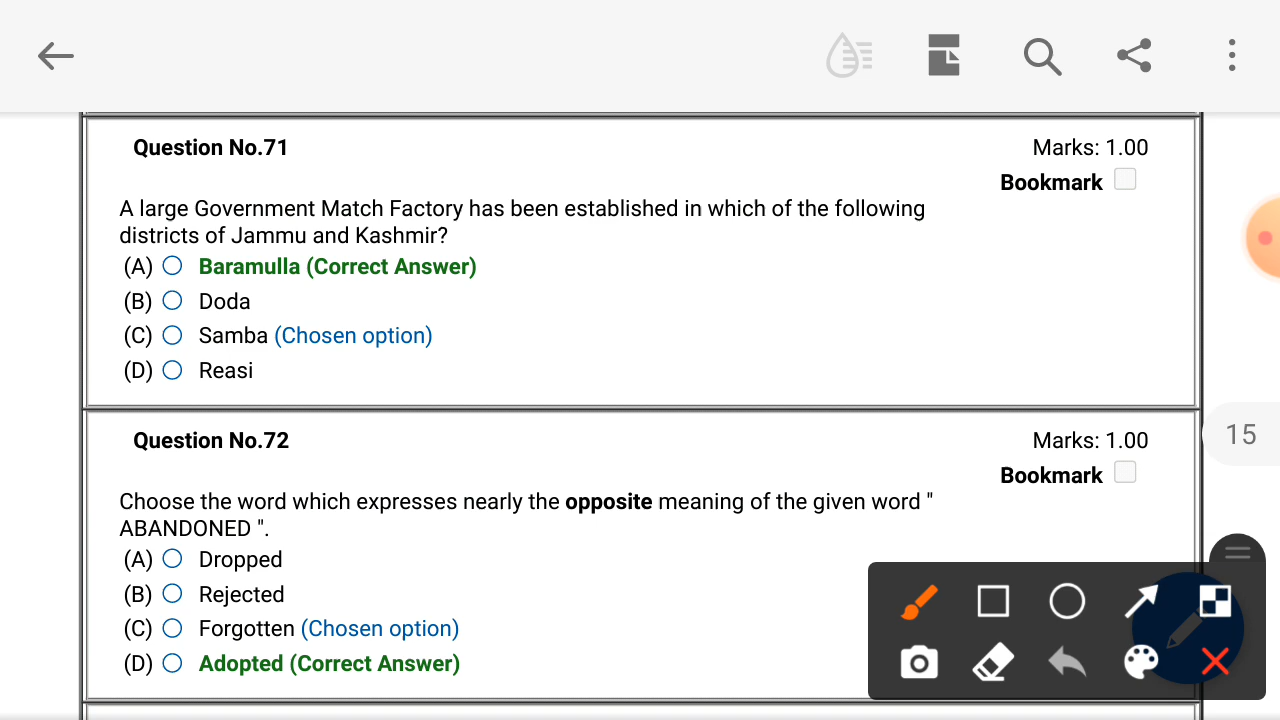 Question No.71
Marks: 1.00
Bookmark
A large Government Match Factory has been established in which of the following
districts of Jammu and Kashmir?
(A) Baramulla (Correct Answer)
(B) Doda
(C) Samba (Chosen option)
(D) Reasi
Question No.72
Marks: 1.00
Bookmark
Choose the word which expresses nearly the opposite meaning of the given word "
ABANDONED ".
(A) Dropped
(B) Rejected
(C) Forgotten (Chosen option)
(D) Adopted (Correct Answer)
15